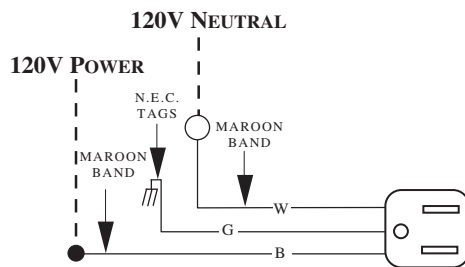 120V NEUTRAL
120V POWER
N.E.C.
TAGS
MAROON
BAND
MAROON
BAND
W
G
B